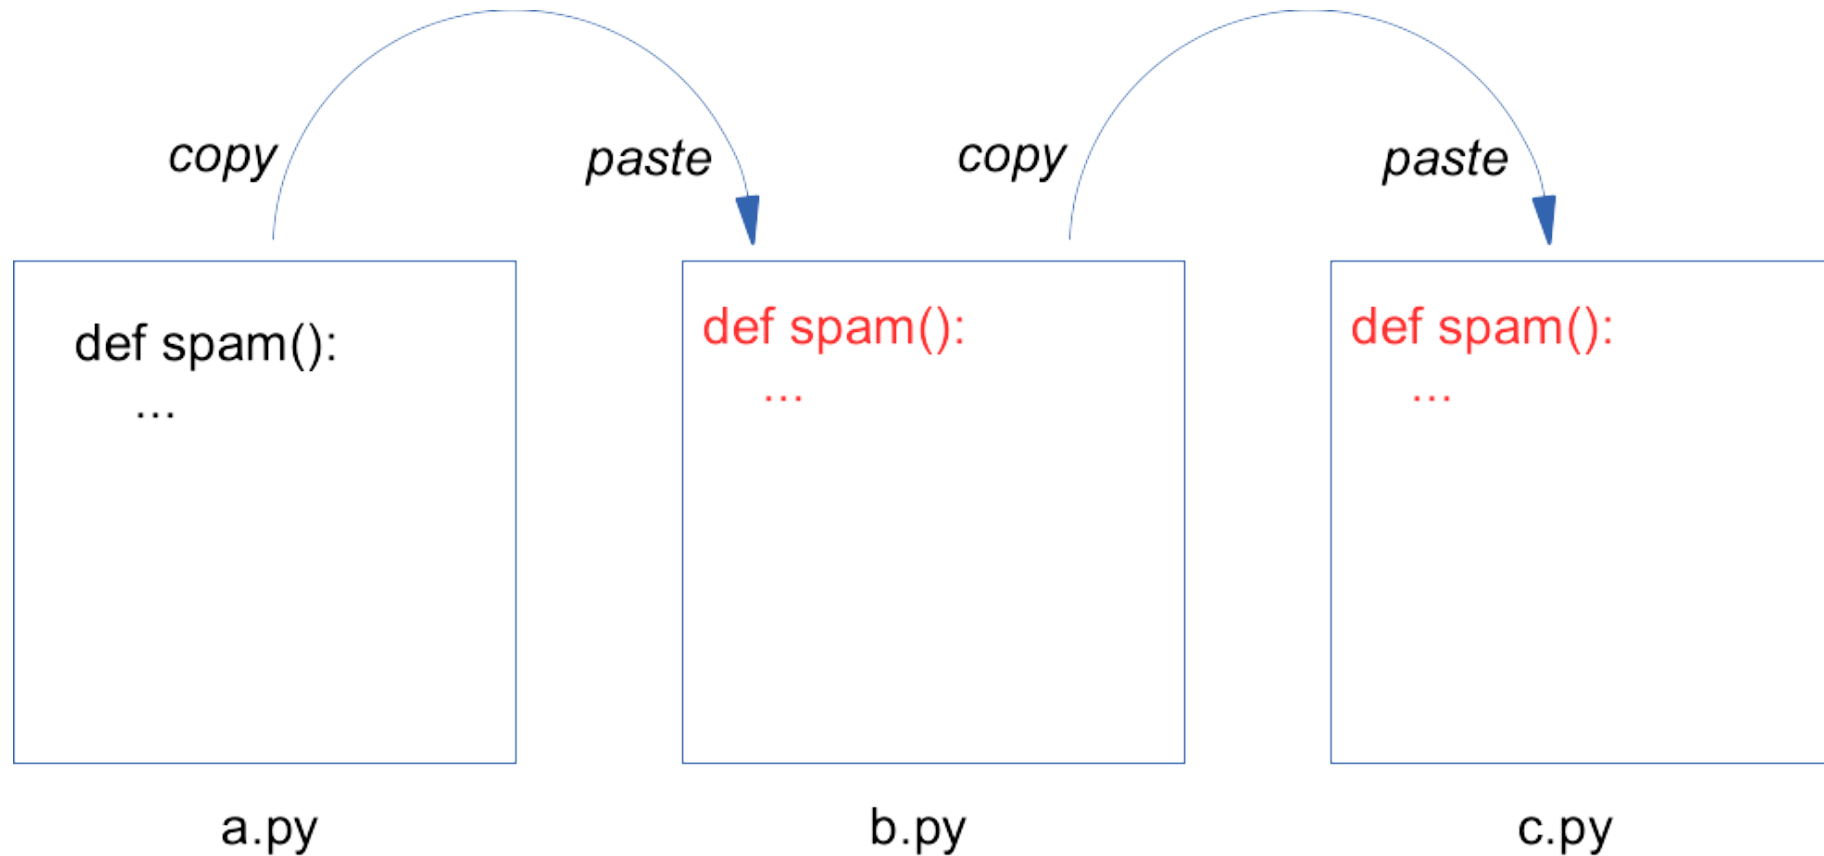 copy
paste
copy
paste
def spam():
...
def spam():
...
def spam():
...
a.py
b.py
c.py